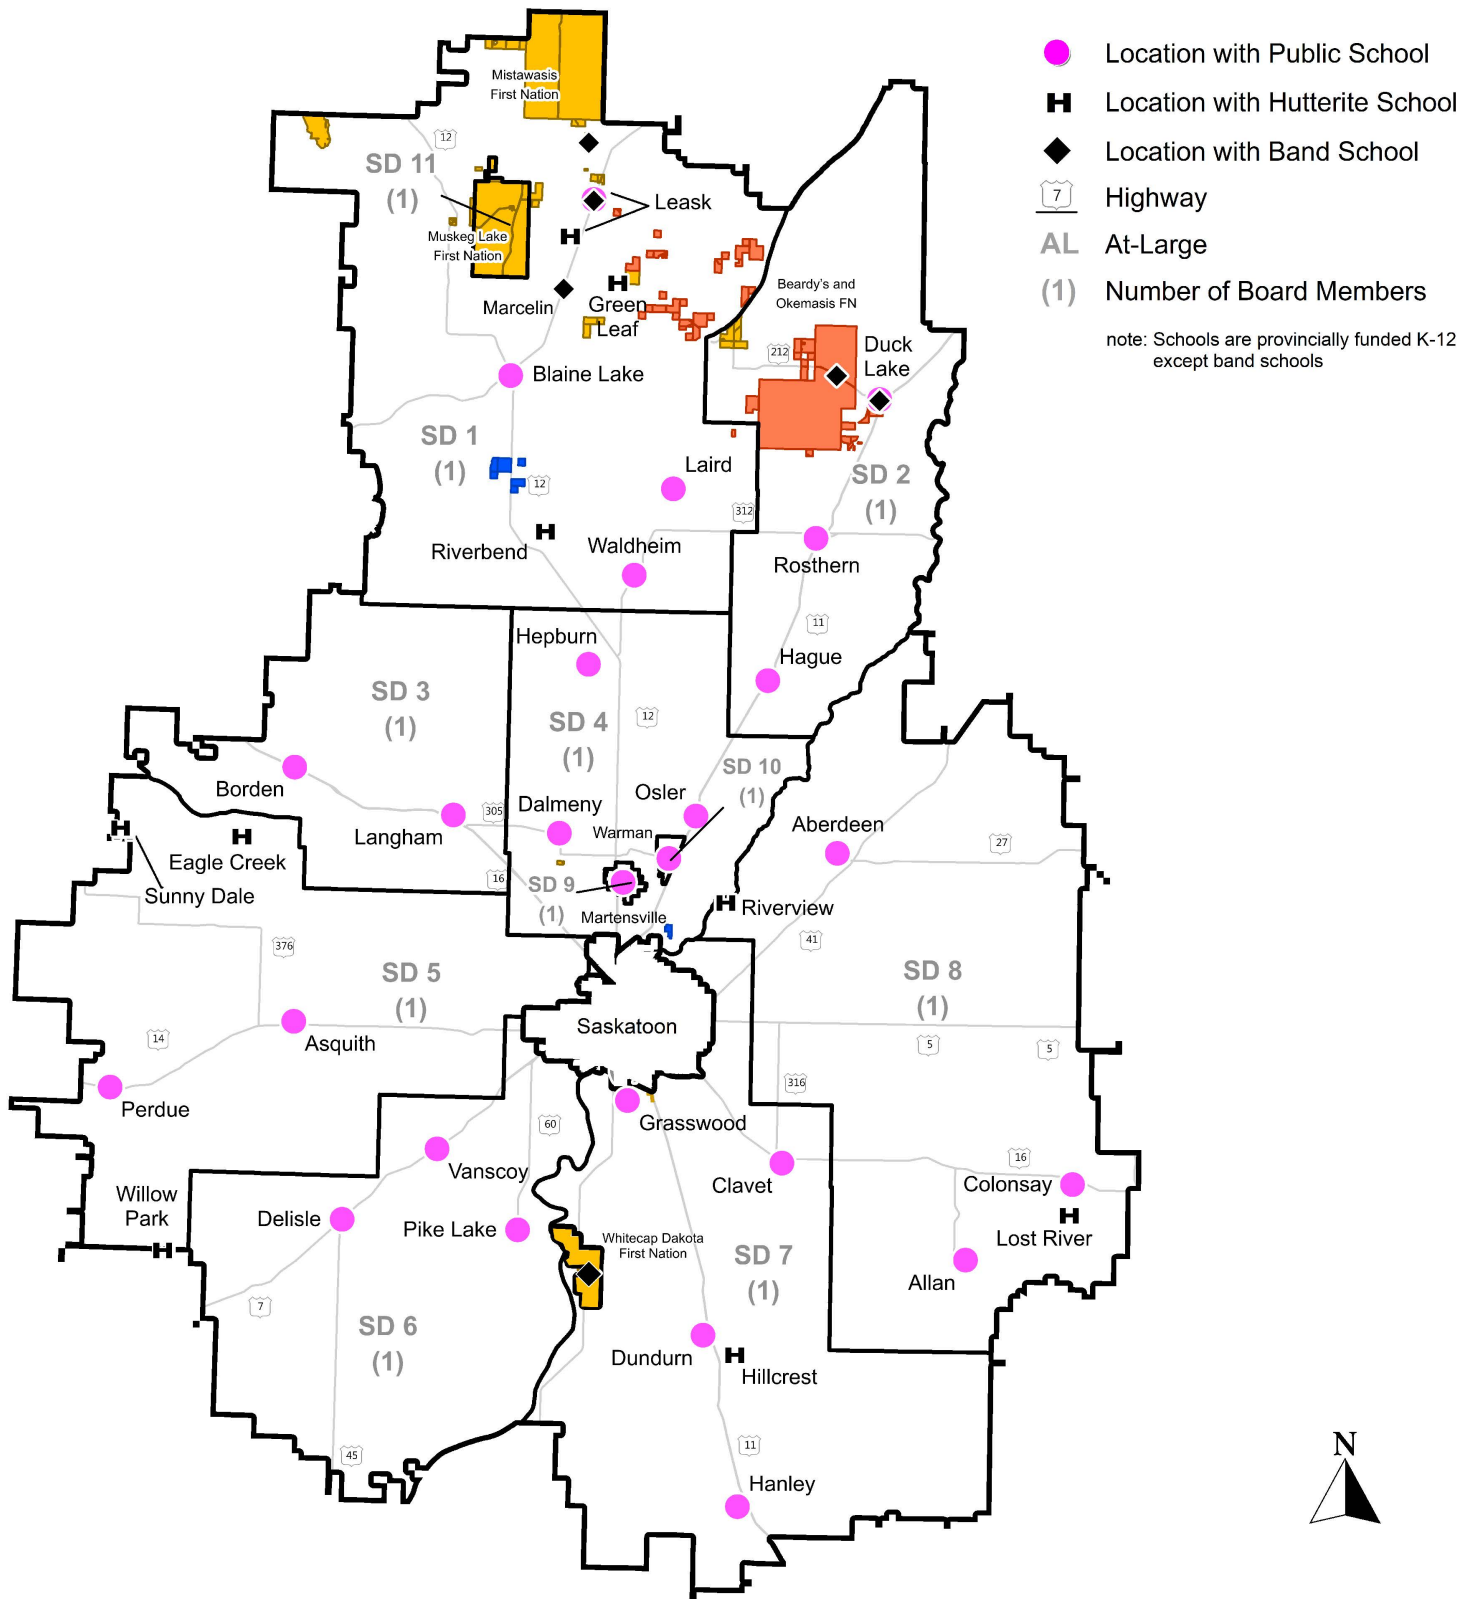 Location with Public School
H Location with Hutterite School
Location with Band School
7 Highway
AL At-Large
(1) Number of Board Members
note: Schools are provincially funded K-12
except band schools
Mistawasis
First Nation
12
SD 11
(1)
Leask
Muskeg Lake
First Nation
H
H
Marcelin
Green
Leaf
Beardy's and
Okemasis FN
212
Duck
Lake
Blaine Lake
SD 1
(1)
12
Laird
SD 2
(1)
312
H
Riverbend
Waldheim
Rosthern
11
Hepburn
Hague
SD 3
(1)
SD 4
(1)
12
SD 10
(1)
Borden
Langham
305
Dalmeny
Osler
Warman
Aberdeen
27
H
H
Eagle Creek
Sunny Dale
16
SD 9
(1)
Martensville
H Riverview
41
376
SD 5
(1)
SD 8
(1)
Saskatoon
14
Asquith
5
5
Perdue
316
60
Grasswood
Vanscoy
Clavet
16
Colonsay
Willow
Park
H
Delisle
Pike Lake
H
Lost River
Whitecap Dakota
First Nation
SD 7
(1)
Allan
7
SD 6
(1)
Dundurn
H
Hillcrest
45
11
Hanley
N